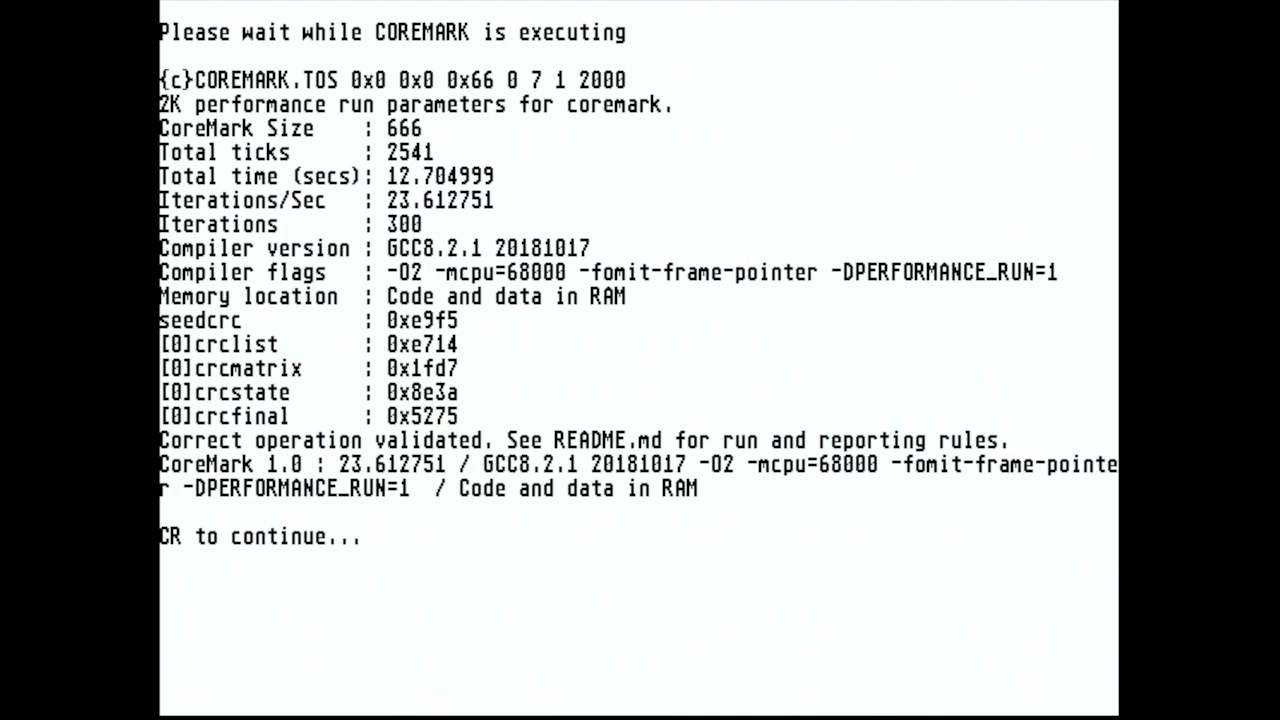 Please wait while COREMARK is executing
{c}COREMARK.TOS 0x0 0x0 0x66 0 7 1 2000
2K performance run parameters for coremark.
CoreMark Size    : 666
Total ticks      : 2541
Total time (secs): 12.704999
Iterations/Sec   : 23.612751
Iterations       : 300
Compiler version : GCC8.2.1 20181017
Compiler flags   : -O2 -mcpu=68000 -fomit-frame-pointer -DPERFORMANCE_RUN=1
Memory location  : Code and data in RAM
seedcrc          : 0xe9f5
[0]crclist       : 0xe714
[0]crcmatrix     : 0x1fd7
[0]crcstate      : 0x8e3a
[0]crcfinal      : 0x5275
Correct operation validated. See README.md for run and reporting rules.
CoreMark 1.0 : 23.612751 / GCC8.2.1 20181017 -O2 -mcpu=68000 -fomit-frame-pointe
r -DPERFORMANCE_RUN=1  / Code and data in RAM
CR to continue...